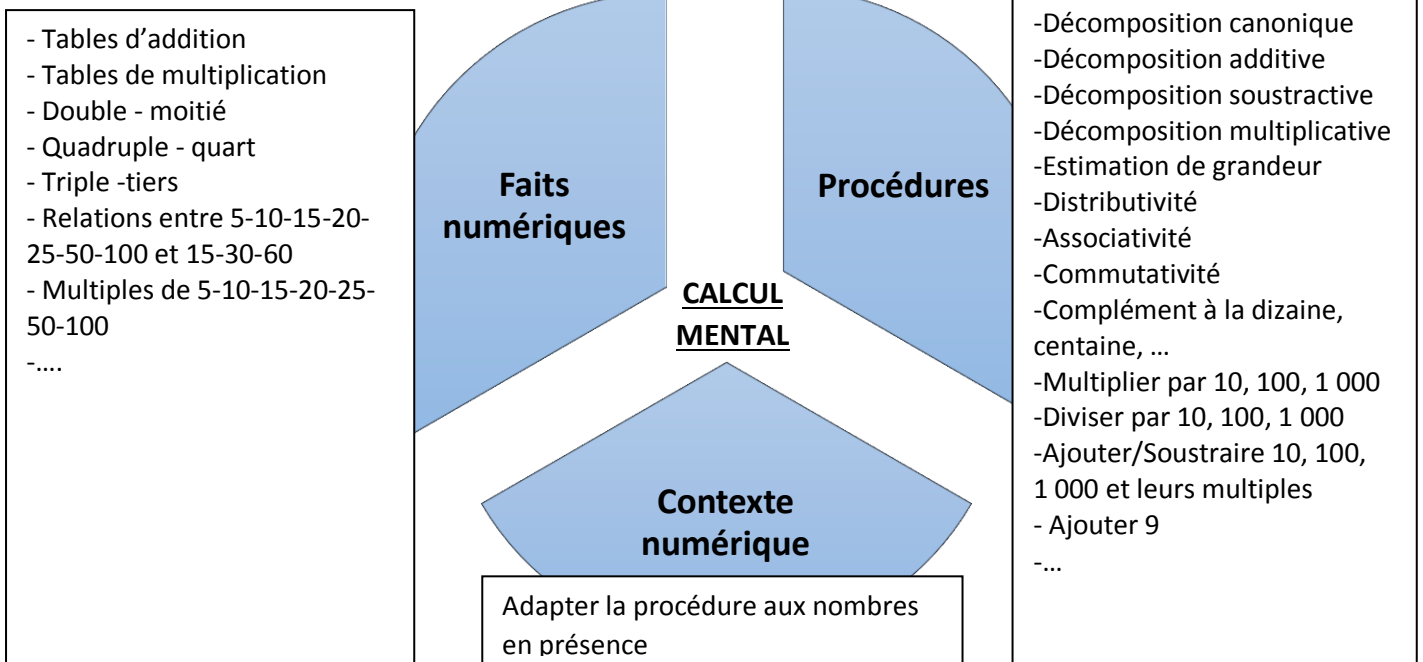 - Tables d’addition
- Tables de multiplication
- Double - moitié
- Quadruple - quart
- Triple -tiers
- Relations entre 5-10-15-20-
25-50-100 et 15-30-60
- Multiples de 5-10-15-20-25-
50-100
-….
Faits
numériques
Procédures
CALCUL
MENTAL
Contexte
numérique
Adapter la procédure aux nombres
en présence
-Décomposition canonique
-Décomposition additive
-Décomposition soustractive
-Décomposition multiplicative
-Estimation de grandeur
-Distributivité
-Associativité
-Commutativité
-Complément à la dizaine,
centaine, …
-Multiplier par 10, 100, 1 000
-Diviser par 10, 100, 1 000
-Ajouter/Soustraire 10, 100,
1 000 et leurs multiples
- Ajouter 9
-…